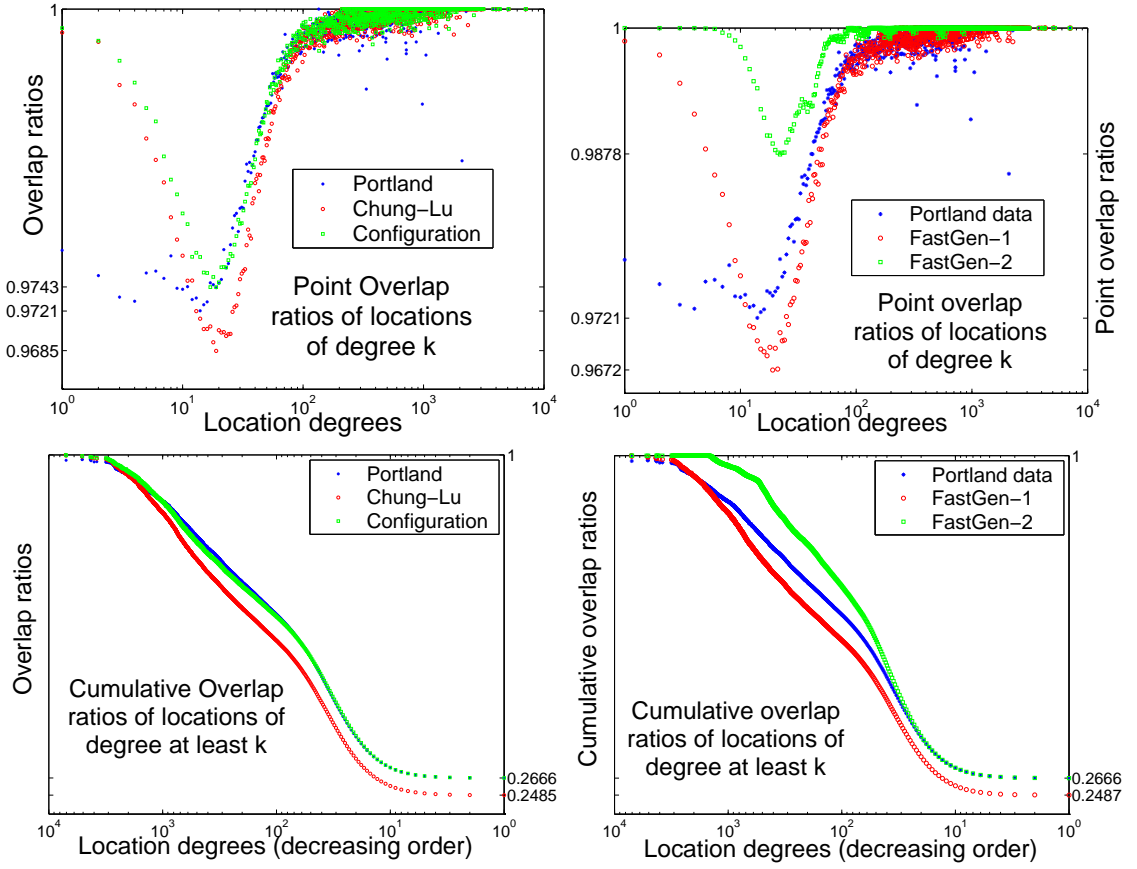 1
Overlap ratios
0.9743
0.9721
0.9685
Portland
Chung−Lu
Configuration
Point Overlap
ratios of locations
of degree k
10^0
10^1
10^2
10^3
10^4
Location degrees
1
0.9878
0.9721
0.9672
Portland data
FastGen−1
FastGen−2
Point overlap
ratios of locations
of degree k
Point overlap ratios
10^0
10^1
10^2
10^3
10^4
Location degrees
1
Overlap ratios
Portland
Chung−Lu
Configuration
Cumulative Overlap
ratios of locations of
degree at least k
0.2666
0.2485
10^4
10^3
10^2
10^1
10^0
Location degrees (decreasing order)
1
Cumulative overlap ratios
Portland data
FastGen−1
FastGen−2
Cumulative overlap
ratios of locations of
degree at least k
0.2666
0.2487
10^4
10^3
10^2
10^1
10^0
Location degrees (decreasing order)